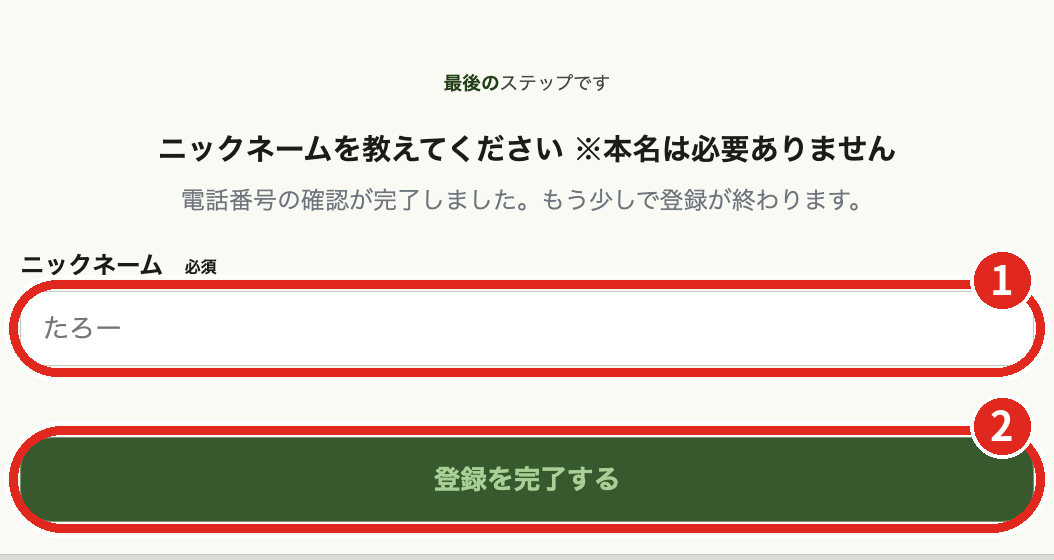 最後のステップです
ニックネームを教えてください ※本名は必要ありません
電話番号の確認が完了しました。もう少しで登録が終わります。
ニックネーム 必須
1
たろー
2
登録を完了する